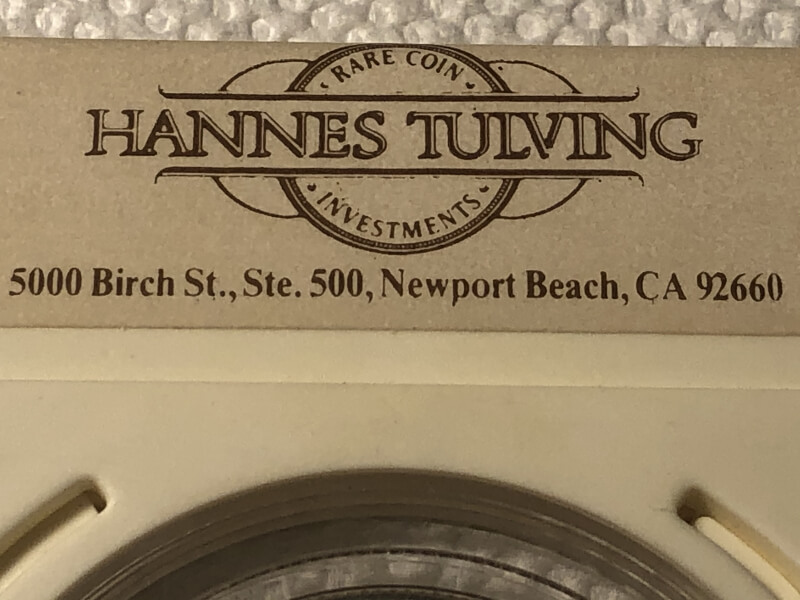 RARE COIN
HANNES TULVING
INVESTMENTS
5000 Birch St., Ste. 500, Newport Beach, CA 92660